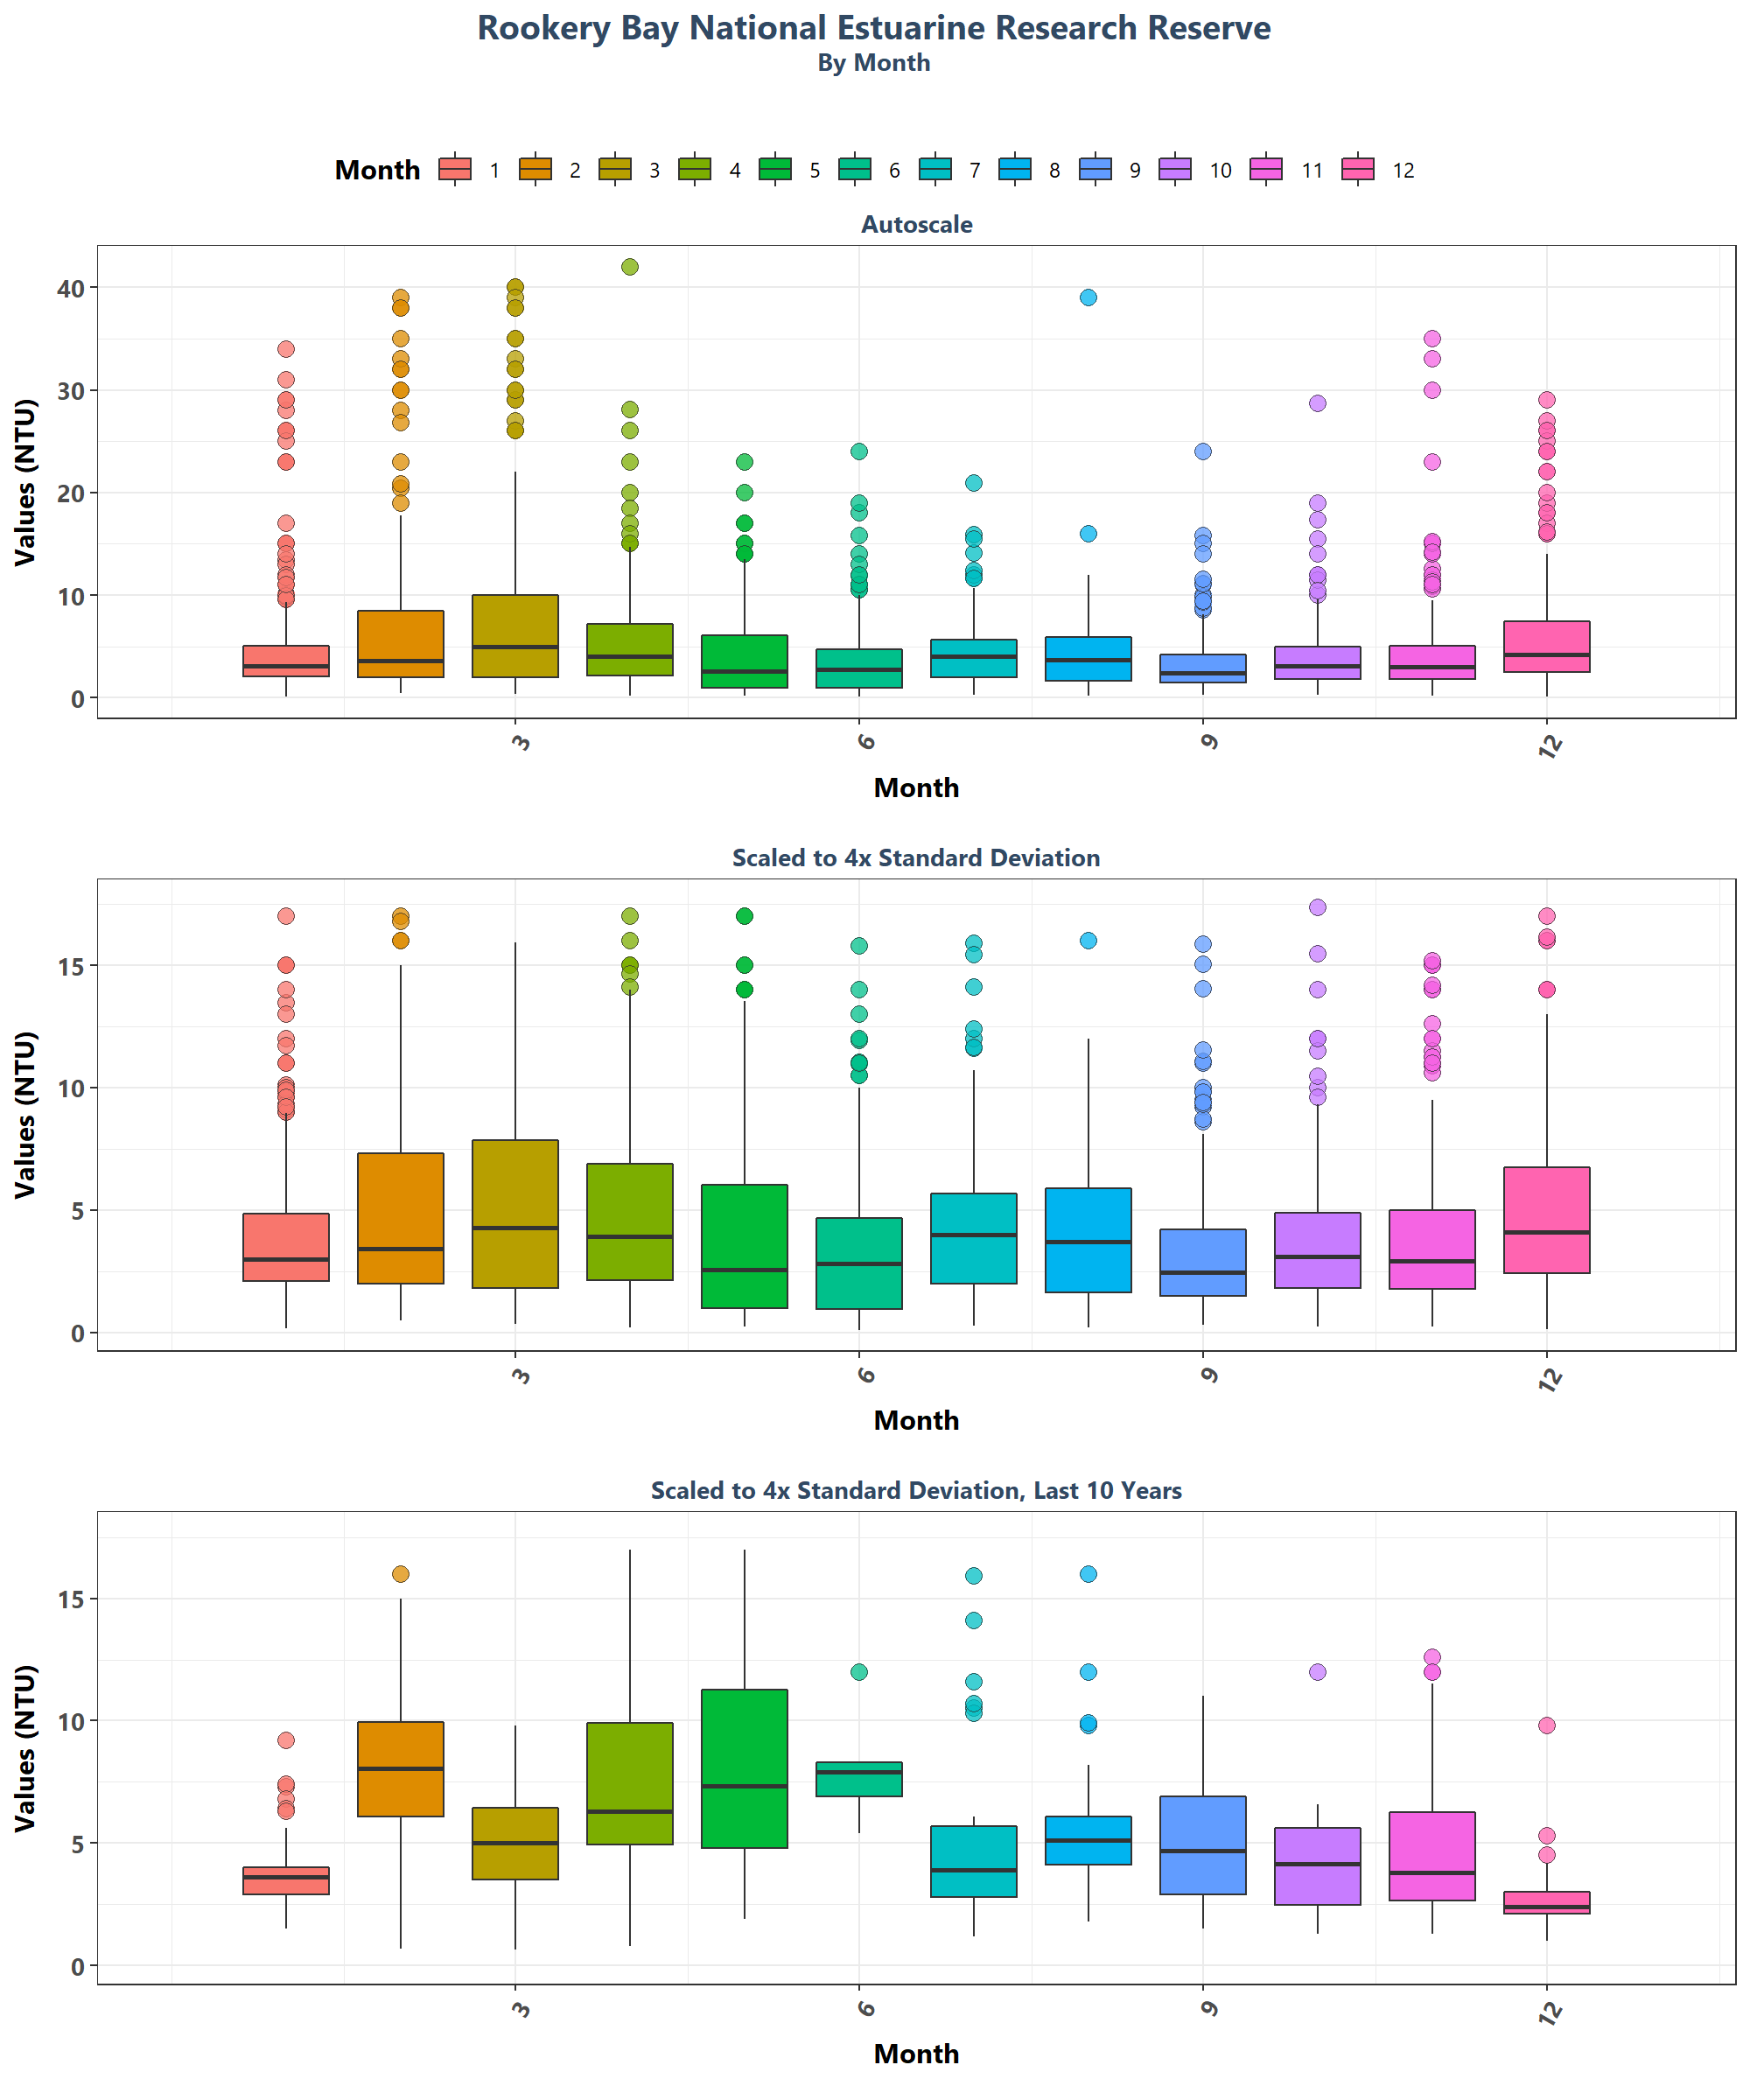 Rookery Bay National Estuarine Research Reserve
By Month
Month 1 2 3 4 5 6 7 8 9 10 11 12
Autoscale
Values (NTU)
40
30
20
10
0
3 6 9 12
Month
Scaled to 4x Standard Deviation
Values (NTU)
15
10
5
0
3 6 9 12
Month
Scaled to 4x Standard Deviation, Last 10 Years
Values (NTU)
15
10
5
0
3 6 9 12
Month